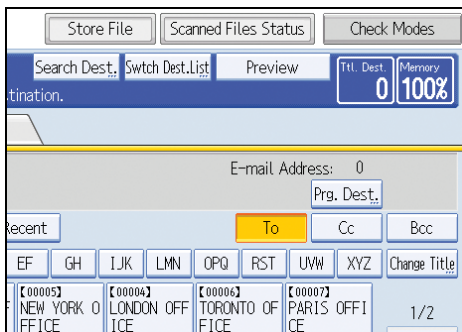 Store File Scanned Files Status Check Modes
Search Dest. Swtch Dest.List Preview Ttl. Dest. Memory
tination. 0 100%
E-mail Address: 0
Prg. Dest.
Recent To Cc Bcc
EF GH IJK LMN OPQ RST UVW XYZ Change Title
[00005] [00004] [00006] [00007]
NEW YORK O LONDON OFF TORONTO OF PARIS OFFI 1/2
FFICE ICE FICE CE